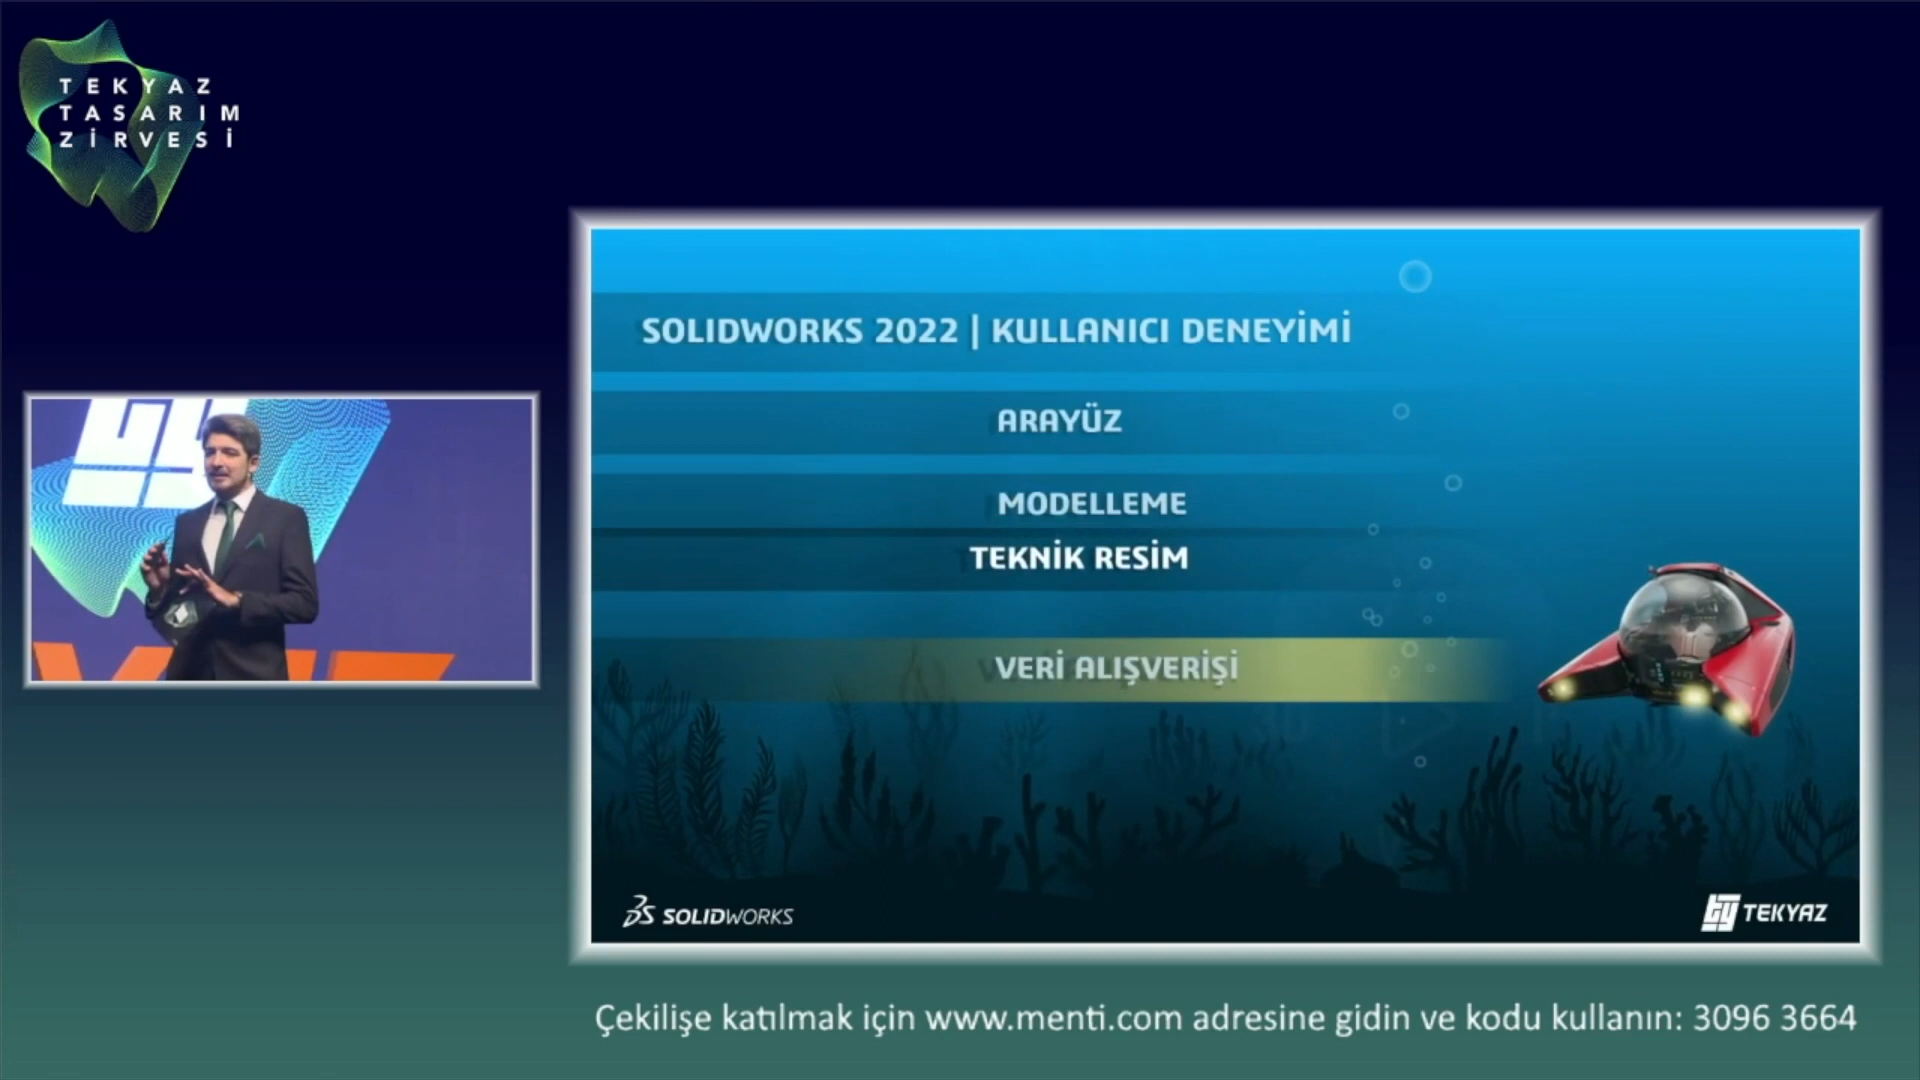 TEKYAZ
TASARIM
ZİRVESİ
SOLIDWORKS 2022 | KULLANICI DENEYİMİ
ARAYÜZ
MODELLEME
TEKNİK RESİM
VERİ ALIŞVERİŞİ
SOLIDWORKS
TEKYAZ
Çekilişe katılmak için www.menti.com adresine gidin ve kodu kullanın: 3096 3664